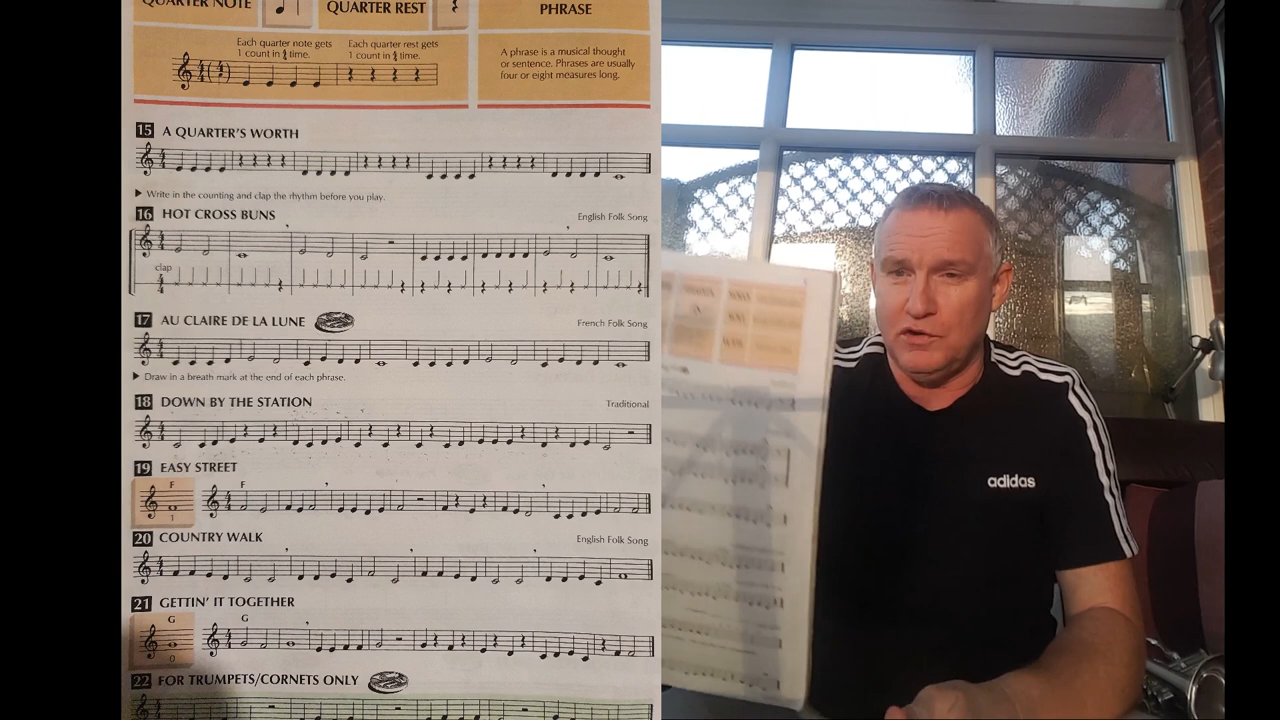 QUARTER NOTE
QUARTER REST
PHRASE
Each quarter note gets
1 count in 4/4 time.
Each quarter rest gets
1 count in 4/4 time.
A phrase is a musical thought
or sentence. Phrases are usually
four or eight measures long.
15 A QUARTER'S WORTH
▶ Write in the counting and clap the rhythm before you play.
16 HOT CROSS BUNS
English Folk Song
clap
17 AU CLAIRE DE LA LUNE
French Folk Song
▶ Draw in a breath mark at the end of each phrase.
18 DOWN BY THE STATION
Traditional
19 EASY STREET
F
F
1
20 COUNTRY WALK
English Folk Song
21 GETTIN' IT TOGETHER
G
G
0
22 FOR TRUMPETS/CORNETS ONLY
adidas